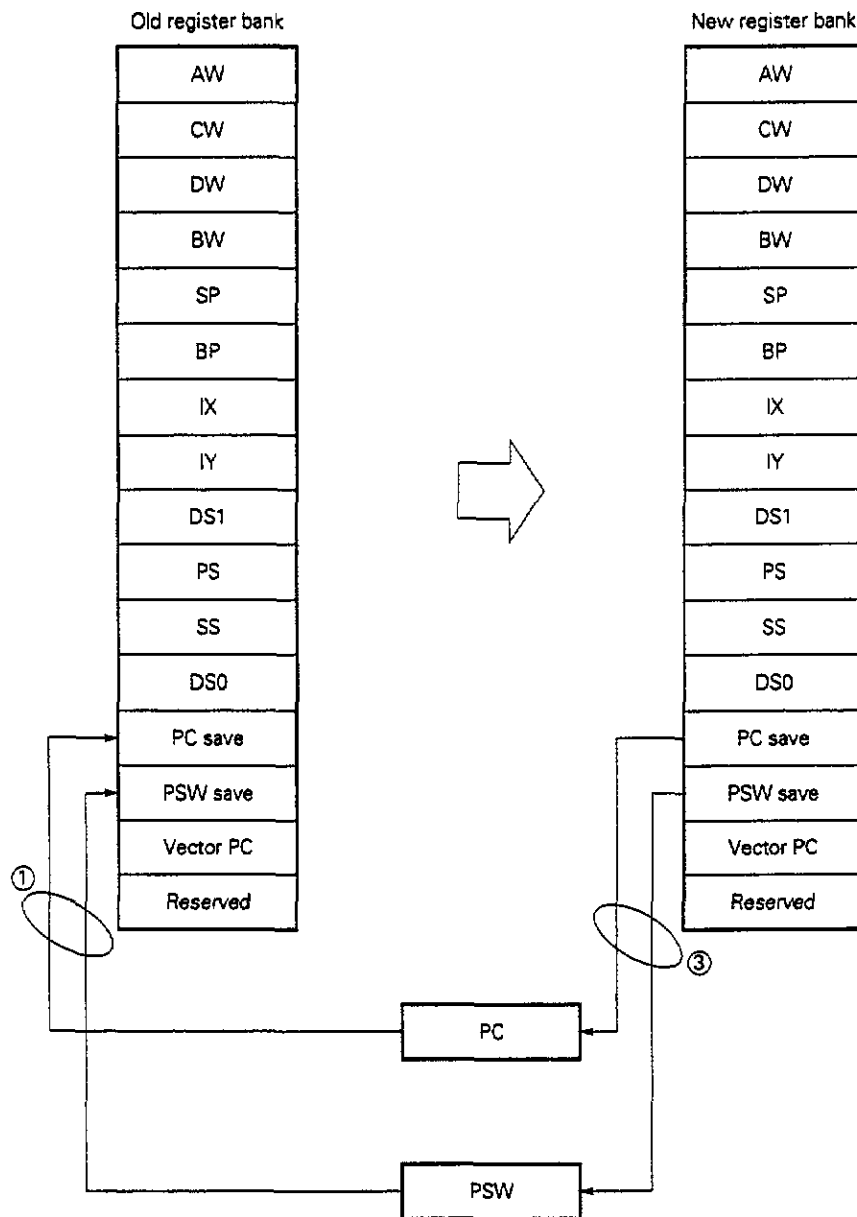 Old register bank
AW
CW
DW
BW
SP
BP
IX
IY
DS1
PS
SS
DS0
PC save
PSW save
Vector PC
Reserved
①
New register bank
AW
CW
DW
BW
SP
BP
IX
IY
DS1
PS
SS
DS0
PC save
PSW save
Vector PC
Reserved
③
PC
PSW